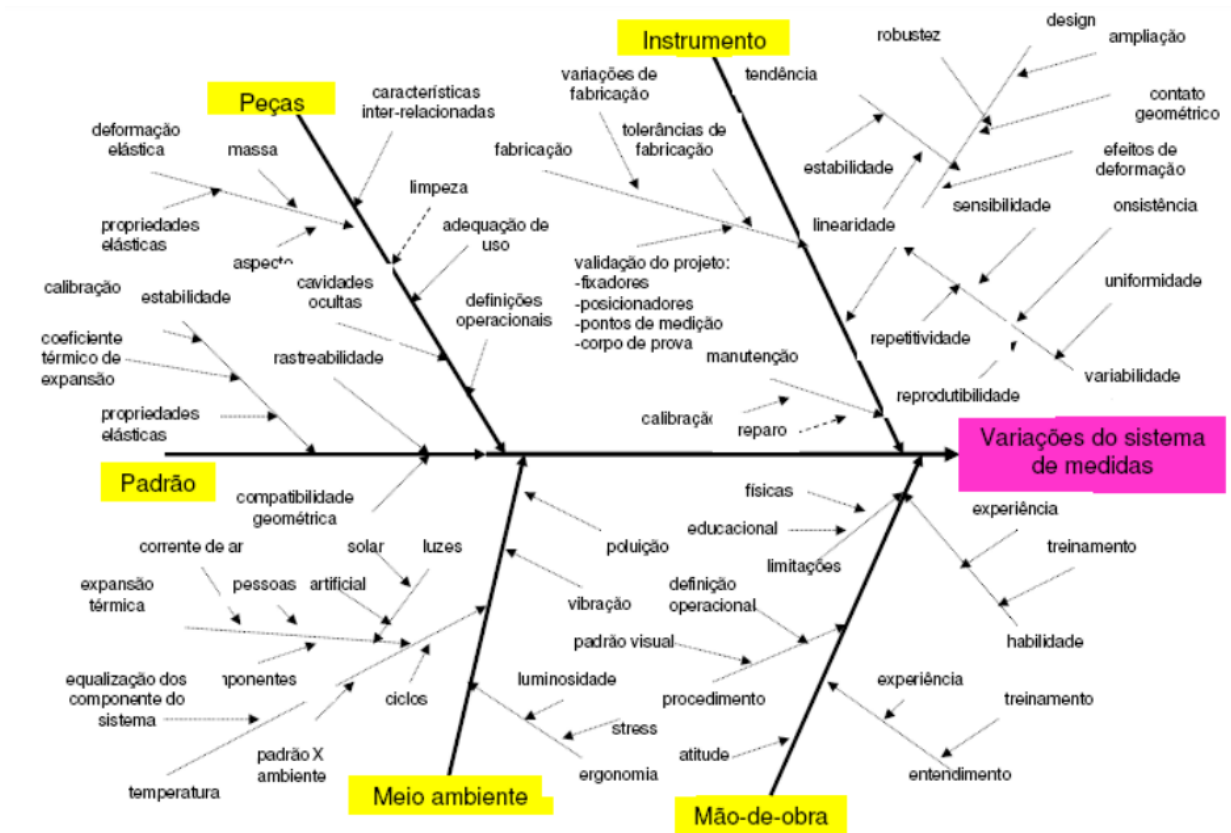 Peças
Instrumento
características
inter-relacionadas
deformação
elástica
massa
limpeza
propriedades
elásticas
aspecto
adequação de
uso
cavidades
ocultas
definições
operacionais
variações de
fabricação
tolerâncias de
fabricação
fabricação
validação do projeto:
-fixadores
-posicionadores
-pontos de medição
-corpo de prova
manutenção
calibração
reparo
tendência
robustez
design
ampliação
contato
geométrico
estabilidade
efeitos de
deformação
sensibilidade
linearidade
onsistência
uniformidade
repetitividade
variabilidade
reprodutibilidade
calibração
estabilidade
coeficiente
térmico de
expansão
rastreabilidade
propriedades
elásticas
Padrão
compatibilidade
geométrica
Variações do sistema
de medidas
corrente de ar
solar
luzes
poluição
expansão
térmica
pessoas
artificial
vibração
equalização dos
componente do
sistema
ponentes
ciclos
luminosidade
padrão X
ambiente
stress
temperatura
ergonomia
Meio ambiente
físicas
educacional
limitações
experiência
treinamento
habilidade
definição
operacional
padrão visual
procedimento
experiência
treinamento
atitude
entendimento
Mão-de-obra